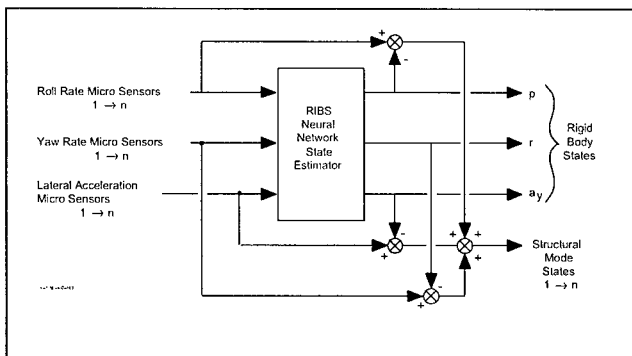 Roll Rate Micro Sensors
1 → n
Yaw Rate Micro Sensors
1 → n
Lateral Acceleration
Micro Sensors
1 → n
RIBS
Neural
Network
State
Estimator
+
-
p
r
ay
Rigid
Body
States
-
+
+
+
+
-
+
Structural
Mode
States
1 → n